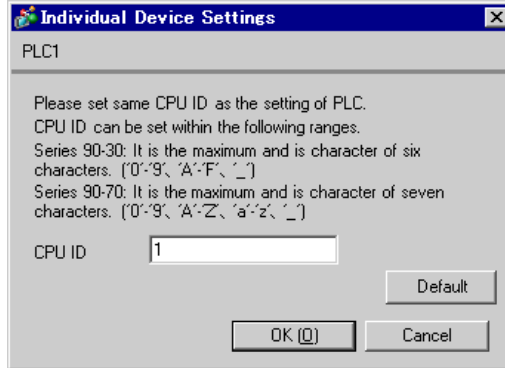 Individual Device Settings
PLC1
Please set same CPU ID as the setting of PLC.
CPU ID can be set within the following ranges.
Series 90-30: It is the maximum and is character of six
characters. (´0´-´9´、´A´-´F´、´_´)
Series 90-70: It is the maximum and is character of seven
characters. (´0´-´9´、´A´-´Z´、´a´-´z´、´_´)
CPU ID 1
Default
OK (O) Cancel